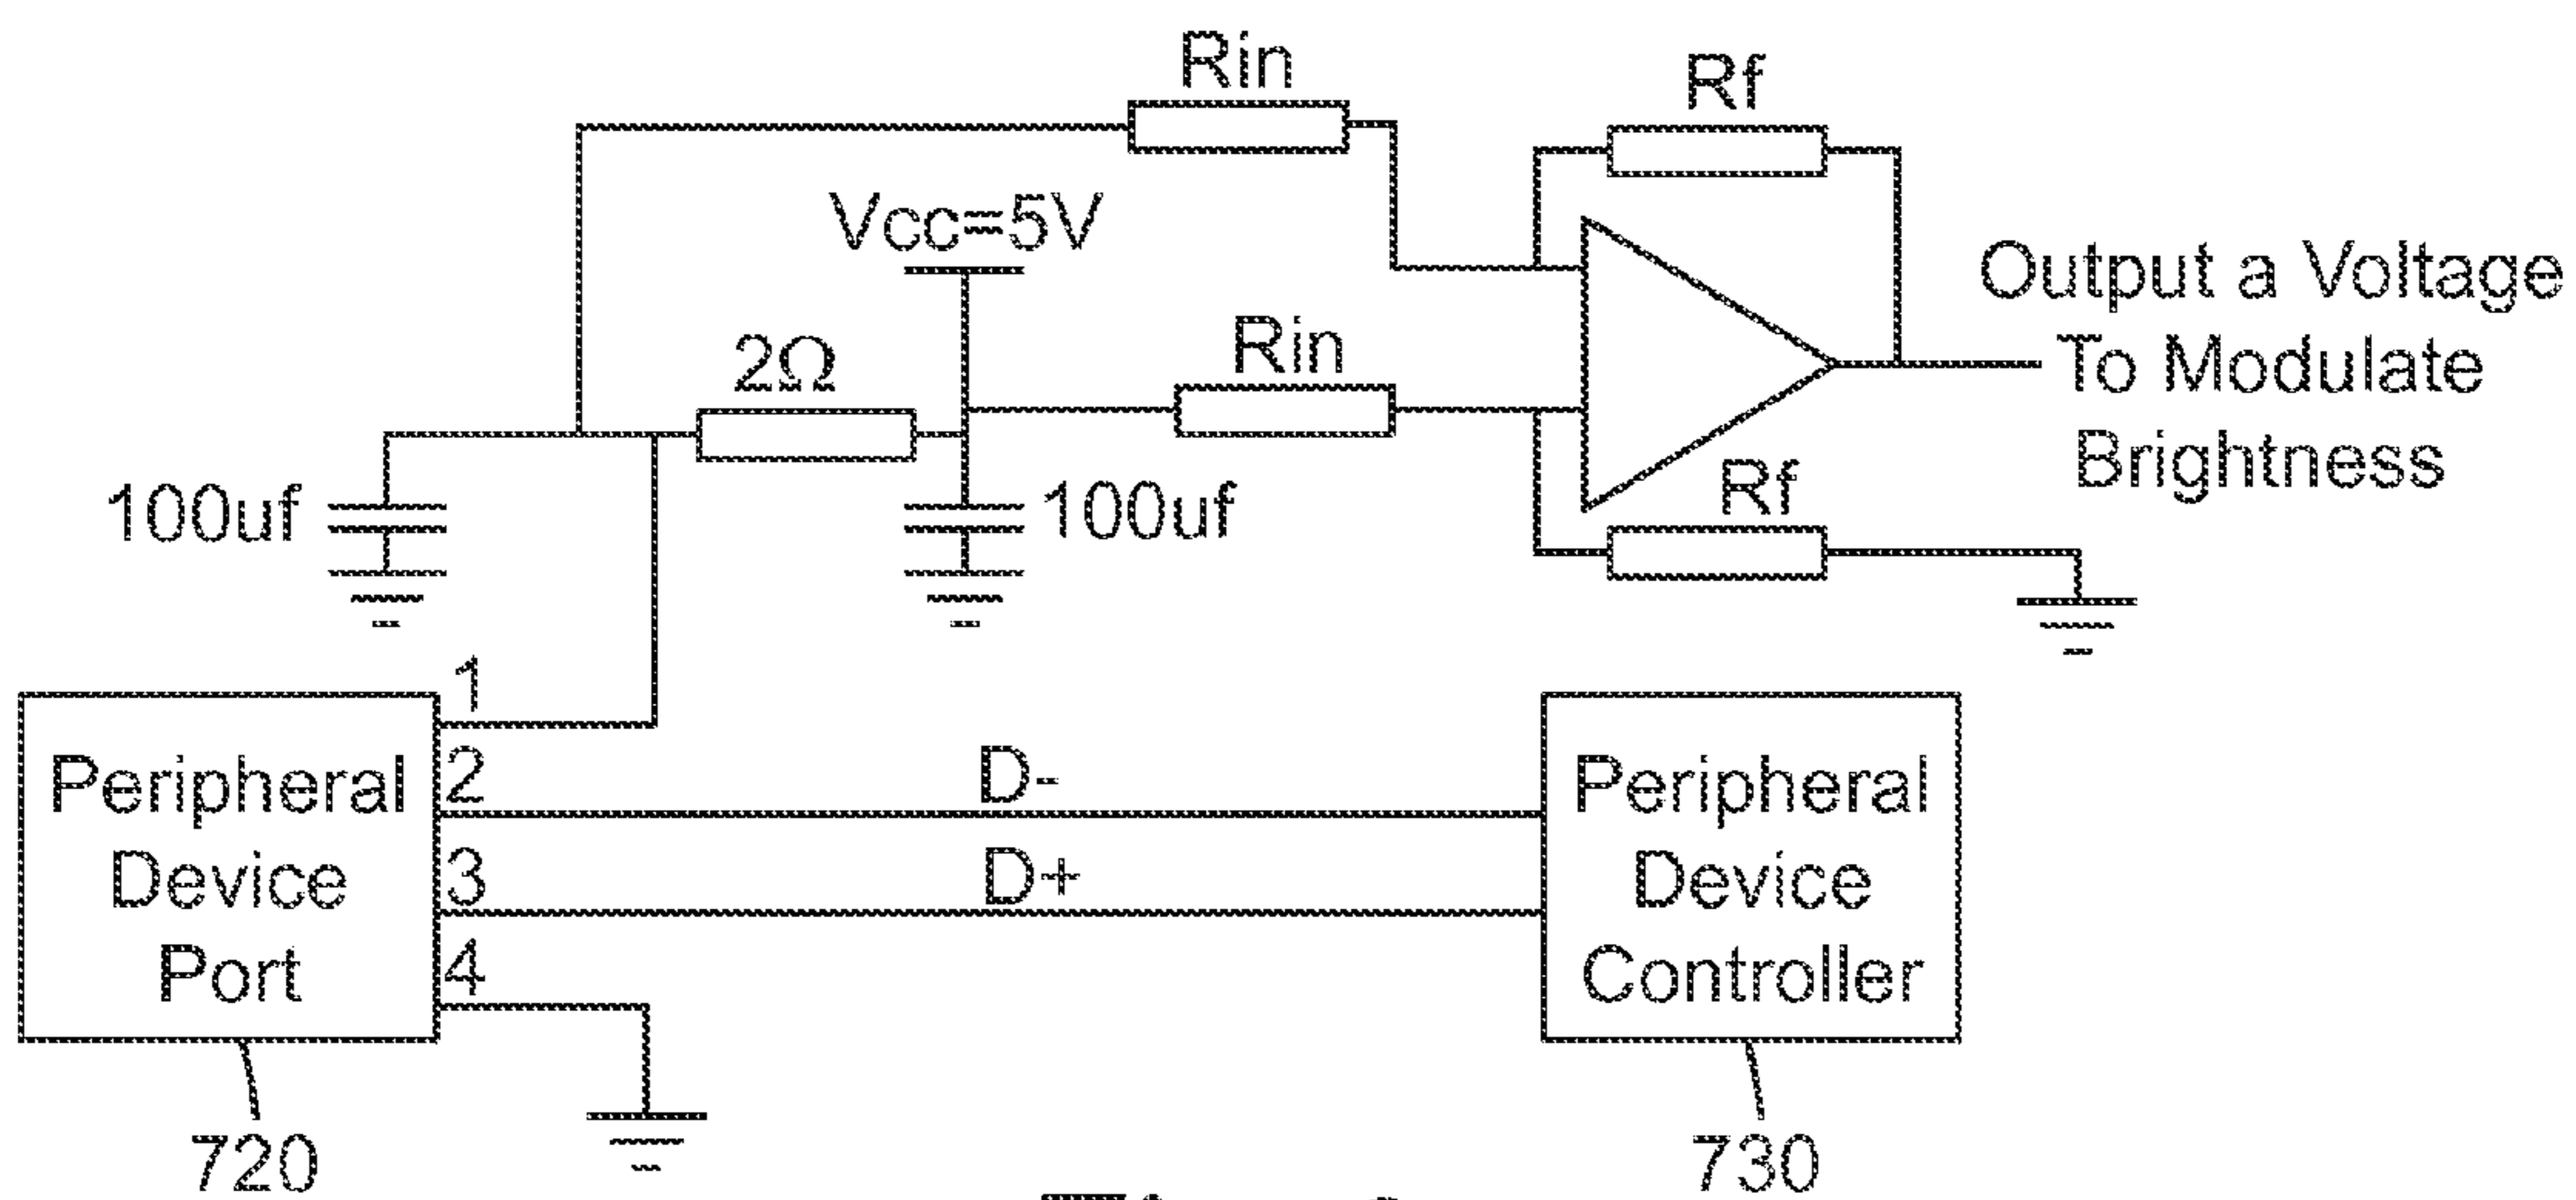 Rin
Rf
Vcc=5V
2Ω
Rin
Output a Voltage
To Modulate
Brightness
100uf
100uf
Rf
1
2
3
4
Peripheral
Device
Port
D-
D+
Peripheral
Device
Controller
720
730